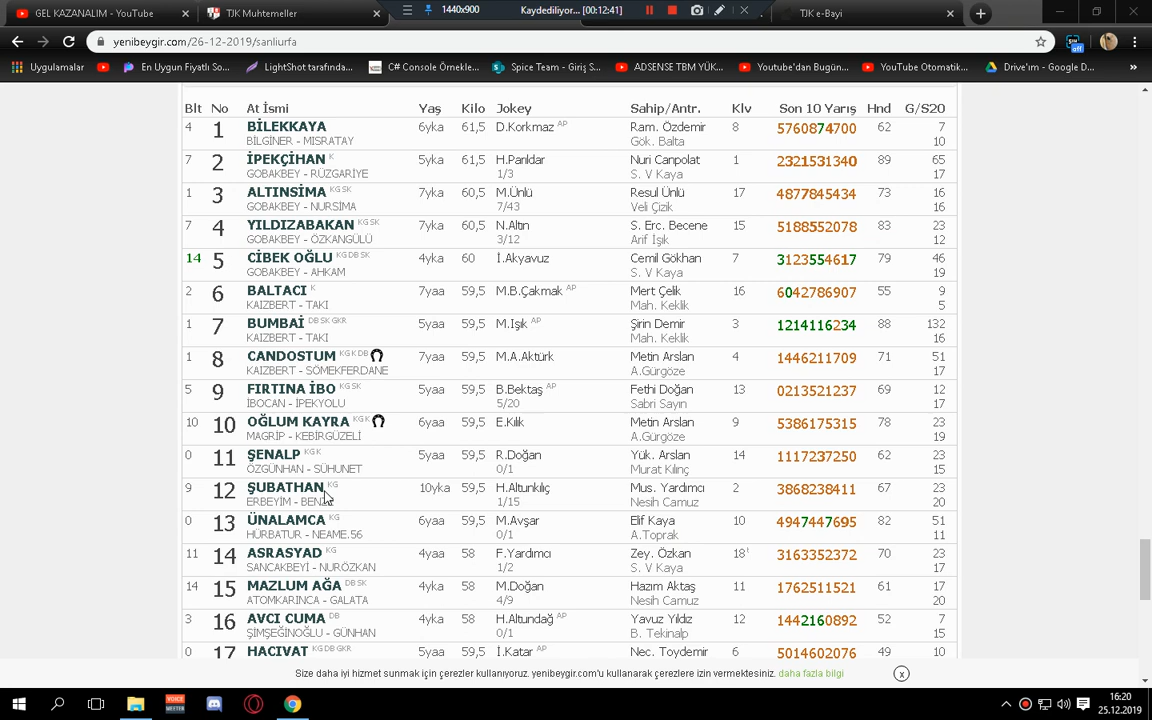 GEL KAZANALIM - YouTube
TJK Muhtemeller
1440x900
Kaydediliyor... [00:12:41]
TJK e-Bayi
yenibeygir.com/26-12-2019/sanliurfa
off
Uygulamalar
En Uygun Fiyatlı So...
LightShot tarafında...
C# Console Örnekle...
Spice Team - Giriş S...
ADSENSE TBM YÜK...
Youtube'dan Bugün...
YouTube Otomatik...
Drive'ım - Google D...
Blt No At İsmi Yaş Kilo Jokey Sahip/Antr. Klv Son 10 Yarış Hnd G/S20
4 1 BİLEKKAYA 6yka 61,5 D.Korkmaz AP Ram. Özdemir 8 5760874700 62 7
BİLGİNER - MISRATAY Gök. Balta 10
7 2 İPEKÇİHAN K 5yka 61,5 H.Parıldar Nuri Canpolat 1 2321531340 89 65
GOBAKBEY - RÜZGARİYE 1/3 S. V Kaya 17
1 3 ALTINSİMA KG SK 7yka 60,5 M.Ünlü Resul Ünlü 17 4877845434 73 16
GOBAKBEY - NURSİMA 7/43 Veli Çizik 16
7 4 YILDIZABAKAN KG SK 7yka 60,5 N.Altın S. Erc. Becene 15 5188552078 83 23
GOBAKBEY - ÖZKANGÜLÜ 3/12 Arif Işık 12
14 5 CİBEK OĞLU KG DB SK 4yka 60 İ.Akyavuz Cemil Gökhan 7 3123554617 79 46
GOBAKBEY - AHKAM S. V Kaya 19
2 6 BALTACI K 7yaa 59,5 M.B.Çakmak AP Mert Çelik 16 6042786907 55 9
KAIZBERT - TAKI Mah. Keklik 5
1 7 BUMBAİ DB SK GKR 5yaa 59,5 M.Işık AP Şirin Demir 3 1214116234 88 132
KAIZBERT - TAKI Mah. Keklik 16
1 8 CANDOSTUM KG K DB 7yaa 59,5 M.A.Aktürk Metin Arslan 4 1446211709 71 51
KAIZBERT - SÖMEKFERDANE A.Gürgöze 17
5 9 FIRTINA İBO KG SK 5yaa 59,5 B.Bektaş AP Fethi Doğan 13 0213521237 69 12
İBOCAN - İPEKYOLU 5/20 Sabri Sayın 17
10 10 OĞLUM KAYRA KG K 6yaa 59,5 E.Kılık Metin Arslan 9 5386175315 78 23
MAGRİP - KEBİRGÜZELİ A.Gürgöze 19
0 11 ŞENALP KG K 5yaa 59,5 R.Doğan Yük. Arslan 14 1117237250 62 23
ÖZGÜNHAN - SÜHUNET 0/1 Murat Kılınç 15
9 12 ŞUBATHAN KG 10yka 59,5 H.Altunkılıç Mus. Yardımcı 2 3868238411 67 23
ERBEYİM - 1/15 Nesih Camuz 20
0 13 ÜNALAMCA KG 6yaa 59,5 M.Avşar Elif Kaya 10 4947447695 82 51
HÜRBATUR - NEAME.56 0/1 A.Toprak 11
11 14 ASRASYAD KG 4yaa 58 F.Yardımcı Zey. Özkan 18' 3163352372 70 23
SANCAKBEYİ - NURÖZKAN 1/2 S. V Kaya 17
14 15 MAZLUM AĞA DB SK 4yka 58 M.Doğan Hazım Aktaş 11 1762511521 61 17
ATOMKARINCA - GALATA 4/9 Nesih Camuz 20
3 16 AVCI CUMA DB 4yka 58 H.Altundağ AP Yavuz Yıldız 12 1442160892 52 7
ŞİMŞEĞİNOĞLU - GÜNHAN 0/1 B. Tekinalp 15
0 17 HACIVAT KG DB GKR 5yaa 58 İ.Katar AP Nec. Toydemir 6 5014602076 49 10
Size daha iyi hizmet sunmak için çerezler kullanıyoruz. yenibeygir.com'u kullanarak çerezlere izin vermektesiniz. daha fazla bilgi x
VOICE MEETER
16:20
25.12.2019